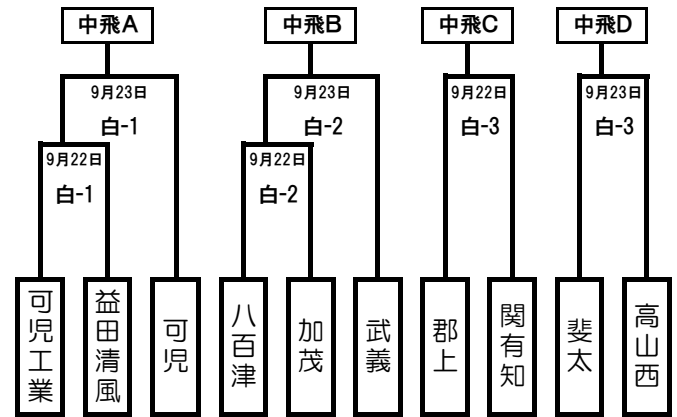 中飛A
中飛B
中飛C
中飛D
9月23日
9月23日
9月22日
9月23日
白-1
白-2
白-3
白-3
9月22日
9月22日
白-1
白-2
可児工業
益田清風
可児
八百津
加茂
武義
郡上
関有知
斐太
高山西